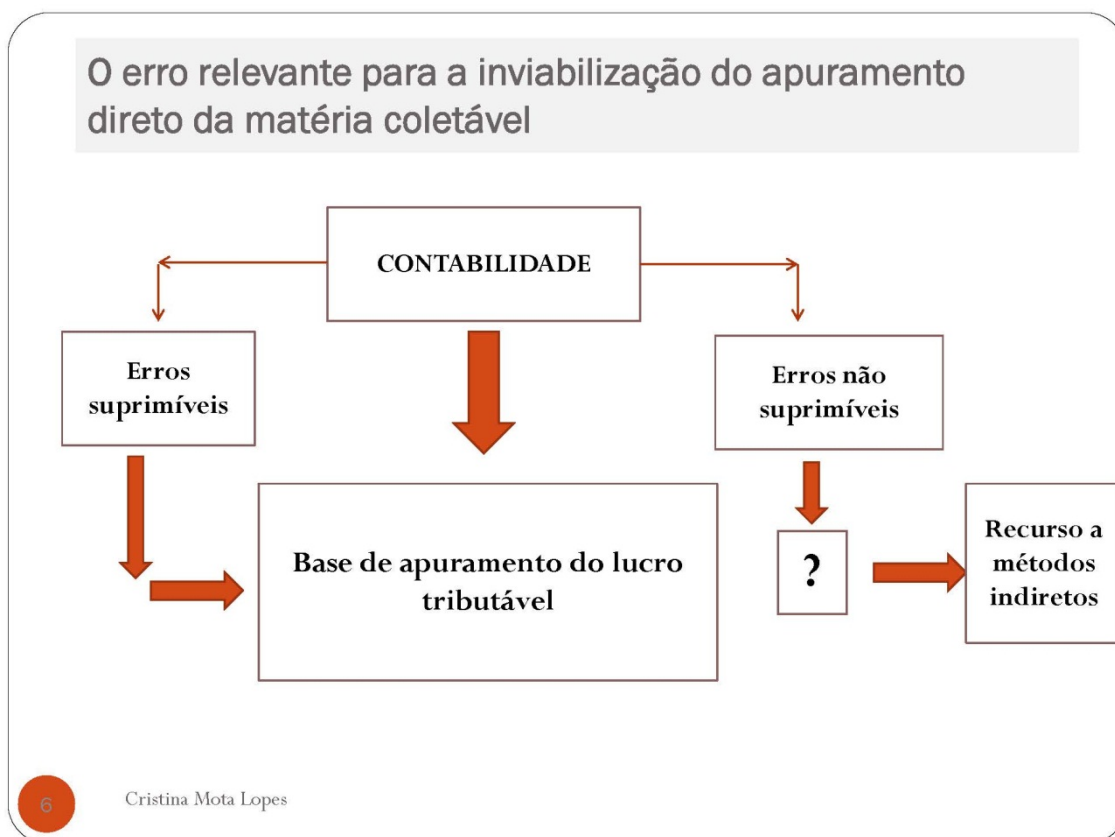 O erro relevante para a inviabilização do apuramento
direto da matéria coletável
CONTABILIDADE
Erros
suprimíveis
Erros não
suprimíveis
Base de apuramento do lucro
tributável
?
Recurso a
métodos
indiretos
6
Cristina Mota Lopes